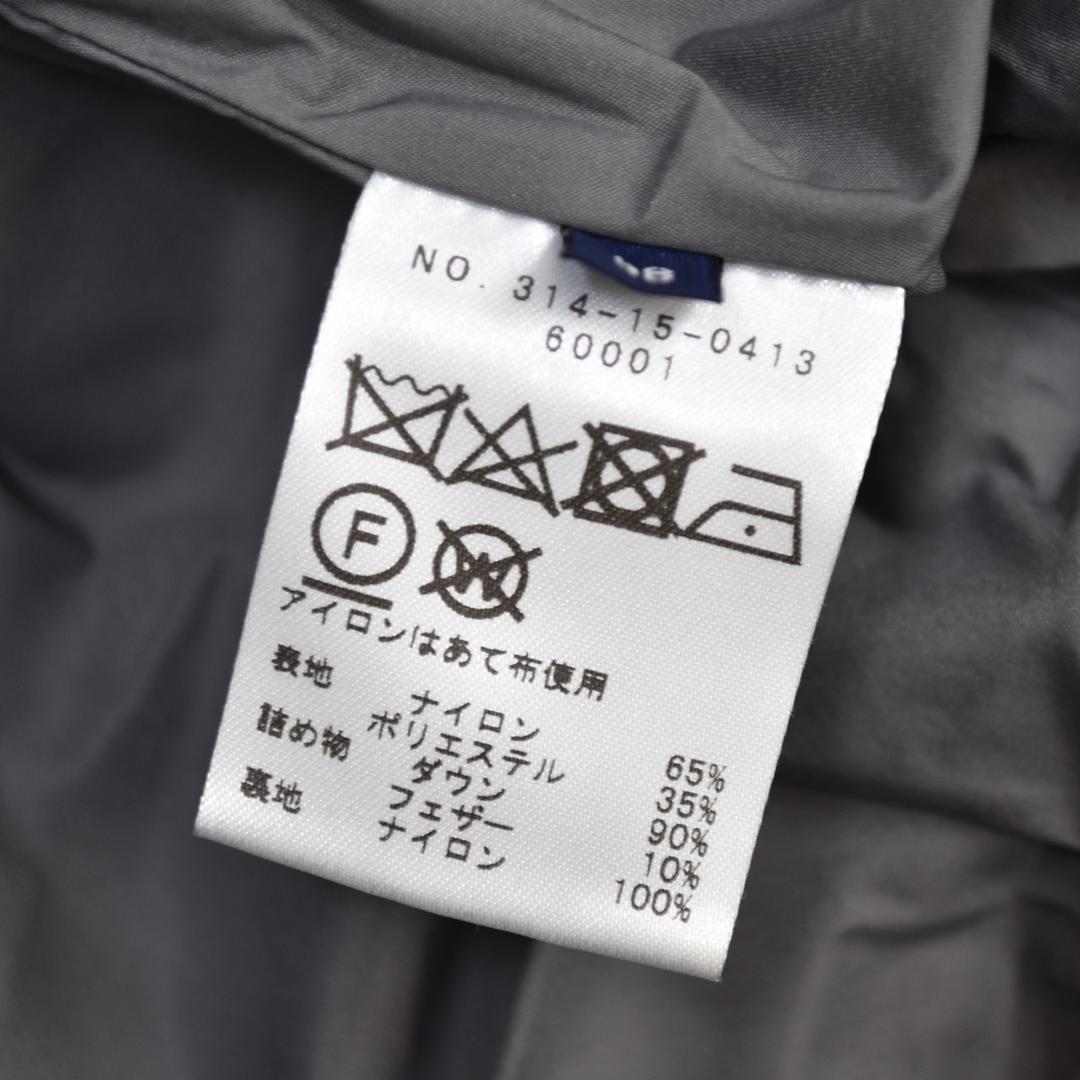 NO. 314-15-0413
60001
F W
アイロンはあて布使用
表地 ナイロン 65%
ポリエステル 35%
詰め物 ダウン 90%
フェザー 10%
裏地 ナイロン 100%